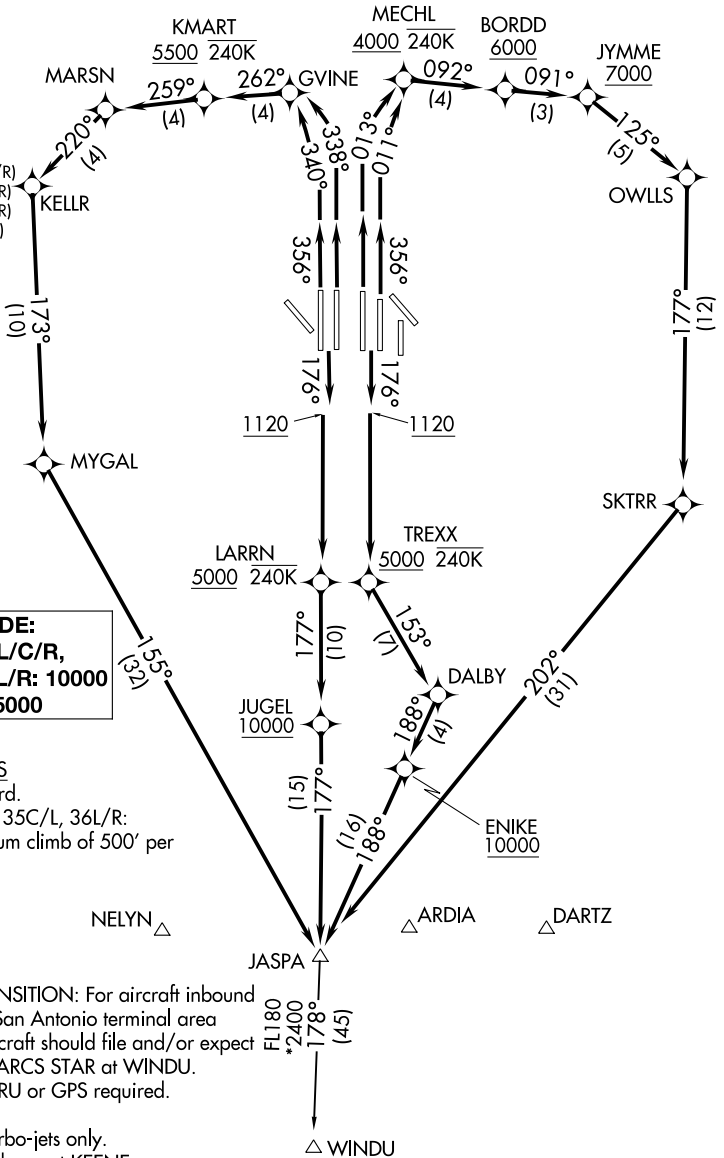 MECHL
4000 240K
KMART
5500 240K
BORDD
6000
JYMME
7000
MARSN
259°
(4)
262°
(4)
GVINE
092°
(4)
091°
(3)
125°
(5)
220°
(4)
340°
338°
013°
011°
/R)
R)
R)
)
KELLR
OWLLS
356°
356°
173°
(10)
177°
(12)
176°
176°
1120
1120
MYGAL
SKTRR
LARRN
5000 240K
TREXX
5000 240K
177°
(10)
153°
(7)
155°
(32)
DE:
L/C/R,
L/R: 10000
5000
DALBY
202°
(31)
JUGEL
10000
188°
(4)
S
rd.
35C/L, 36L/R:
um climb of 500' per
(15)
177°
(16)
188°
ENIKE
10000
NELYN
ARDIA
DARTZ
JASPA
NSITION: For aircraft inbound
San Antonio terminal area
craft should file and/or expect
ARCS STAR at WINDU.
RU or GPS required.
FL180
*2400
178°
(45)
rbo-jets only.
WINDU